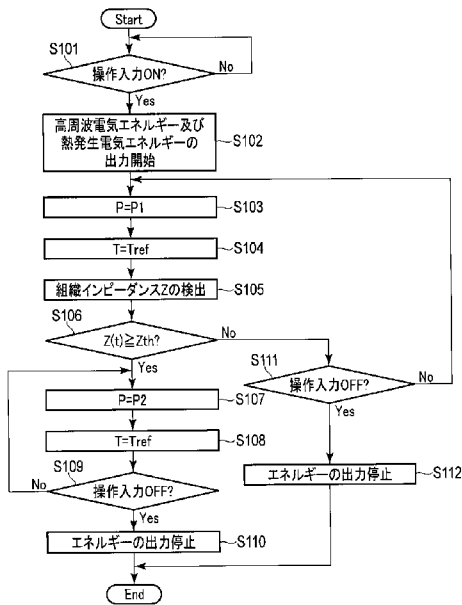 Start
S101
操作入力ON?
No
Yes
高周波電気エネルギー及び
熱発生電気エネルギーの
出力開始
S102
P=P1
S103
T=Tref
S104
組織インピーダンスZの検出
S105
S106
Z(t)≧Zth?
No
Yes
S111
操作入力OFF?
No
Yes
P=P2
S107
T=Tref
S108
S109
操作入力OFF?
No
Yes
エネルギーの出力停止
S112
エネルギーの出力停止
S110
End